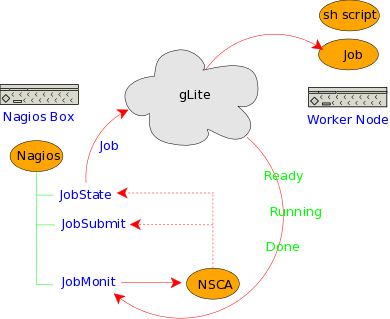 sh script
Job
gLite
Nagios Box
Worker Node
Job
Nagios
Ready
JobState
Running
JobSubmit
Done
JobMonit
NSCA